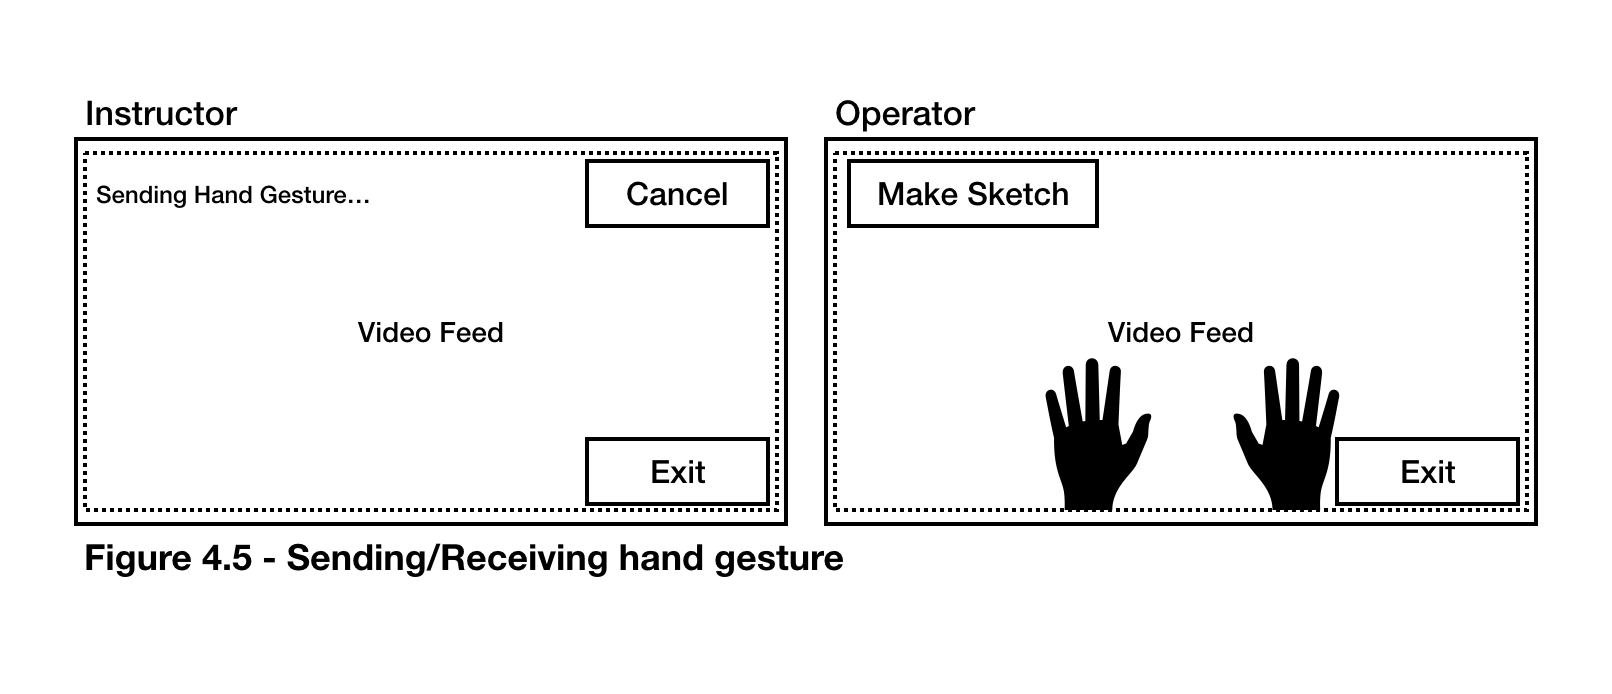 Instructor
Sending Hand Gesture...
Cancel
Video Feed
Exit
Operator
Make Sketch
Video Feed
Exit
Figure 4.5 - Sending/Receiving hand gesture